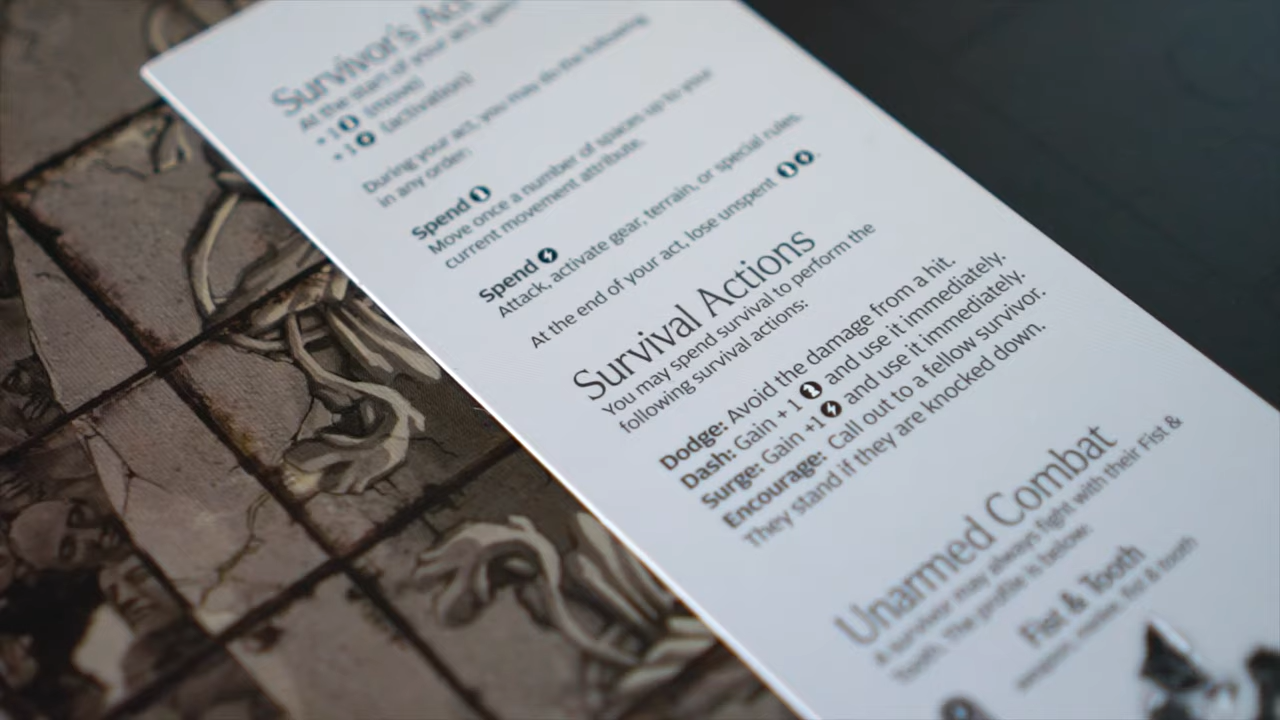 Survivor's Act
At the start of your act, gain:
+ 1 (move)
+ 1 (activation)
During your act, you may do the following
in any order:
Spend
Move once a number of spaces up to your
current movement attribute.
Spend
Attack, activate gear, terrain, or special rules.
At the end of your act, lose unspent .
Survival Actions
You may spend survival to perform the
following survival actions:
Dodge: Avoid the damage from a hit.
Dash: Gain + 1 and use it immediately.
Surge: Gain +1 and use it immediately.
Encourage: Call out to a fellow survivor.
They stand if they are knocked down.
Unarmed Combat
A survivor may always fight with their Fist &
Tooth. The profile is below:
Fist & Tooth
weapon, melee, fist & tooth